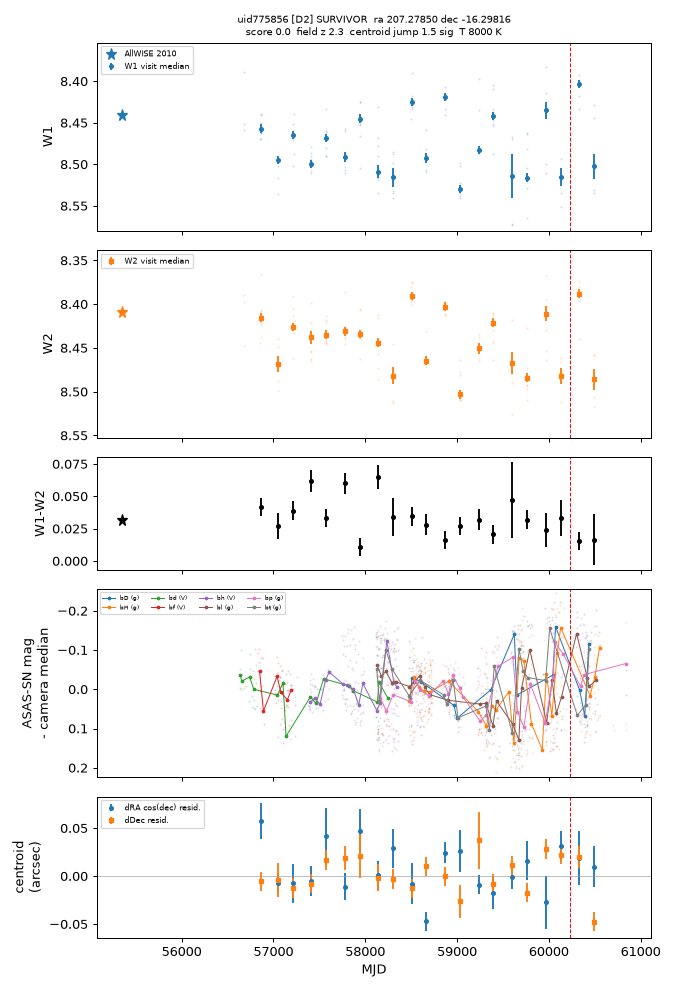 uid775856 [D2] SURVIVOR ra 207.27850 dec -16.29816
score 0.0 field z 2.3 centroid jump 1.5 sig T 8000 K
AllWISE 2010
W1 visit median
W1
8.40
8.45
8.50
8.55
W2 visit median
W2
8.35
8.40
8.45
8.50
8.55
W1-W2
0.075
0.050
0.025
0.000
bD (g)
bH (g)
bd (V)
bf (V)
bh (V)
bl (g)
bp (g)
bt (g)
ASAS-SN mag
- camera median
−0.2
−0.1
0.0
0.1
0.2
dRA cos(dec) resid.
dDec resid.
centroid
(arcsec)
0.05
0.00
−0.05
56000 57000 58000 59000 60000 61000
MJD